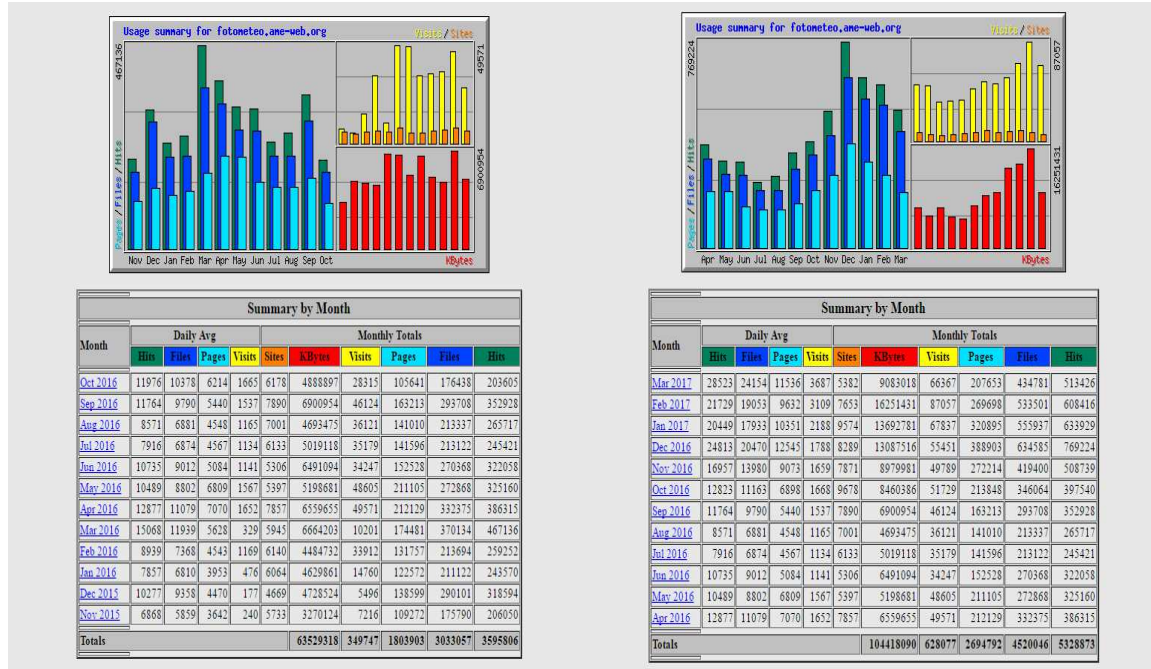 Usage summary for fotometeo.ame-web.org
Visits/Sites
467136
49571
6900954
Pages / Files / Hits
Nov Dec Jan Feb Mar Apr May Jun Jul Aug Sep Oct
KBytes
Summary by Month
Month Daily Avg Monthly Totals
Hits Files Pages Visits Sites KBytes Visits Pages Files Hits
Oct 2016 11976 10378 6214 1665 6178 4888897 28315 105641 176438 203605
Sep 2016 11764 9790 5440 1537 7890 6900954 46124 163213 293708 352928
Aug 2016 8571 6881 4548 1165 7001 4693475 36121 141010 213337 265717
Jul 2016 7916 6874 4567 1134 6133 5019118 35179 141596 213122 245421
Jun 2016 10735 9012 5084 1141 5306 6491094 34247 152528 270368 322058
May 2016 10489 8802 6809 1567 5397 5198681 48605 211105 272868 325160
Apr 2016 12877 11079 7070 1652 7857 6559655 49571 212129 332375 386315
Mar 2016 15068 11939 5628 329 5945 6664203 10201 174481 370134 467136
Feb 2016 8939 7368 4543 1169 6140 4484732 33912 131757 213694 259252
Jan 2016 7857 6810 3953 476 6064 4629861 14760 122572 211122 243570
Dec 2015 10277 9358 4470 177 4669 4728524 5496 138599 290101 318594
Nov 2015 6868 5859 3642 240 5733 3270124 7216 109272 175790 206050
Totals 63529318 349747 1803903 3033057 3595806
Usage summary for fotometeo.ame-web.org
Visits/Sites
769224
87057
16251431
Pages / Files / Hits
Apr May Jun Jul Aug Sep Oct Nov Dec Jan Feb Mar
KBytes
Summary by Month
Month Daily Avg Monthly Totals
Hits Files Pages Visits Sites KBytes Visits Pages Files Hits
Mar 2017 28523 24154 11536 3687 5382 9083018 66367 207653 434781 513426
Feb 2017 21729 19053 9632 3109 7653 16251431 87057 269698 533501 608416
Jan 2017 20449 17933 10351 2188 9574 13692781 67837 320895 555937 633929
Dec 2016 24813 20470 12545 1788 8289 13087516 55451 388903 634585 769224
Nov 2016 16957 13980 9073 1659 7871 8979981 49789 272214 419400 508739
Oct 2016 12823 11163 6898 1668 9678 8460386 51729 213848 346064 397540
Sep 2016 11764 9790 5440 1537 7890 6900954 46124 163213 293708 352928
Aug 2016 8571 6881 4548 1165 7001 4693475 36121 141010 213337 265717
Jul 2016 7916 6874 4567 1134 6133 5019118 35179 141596 213122 245421
Jun 2016 10735 9012 5084 1141 5306 6491094 34247 152528 270368 322058
May 2016 10489 8802 6809 1567 5397 5198681 48605 211105 272868 325160
Apr 2016 12877 11079 7070 1652 7857 6559655 49571 212129 332375 386315
Totals 104418090 628077 2694792 4520046 5328873